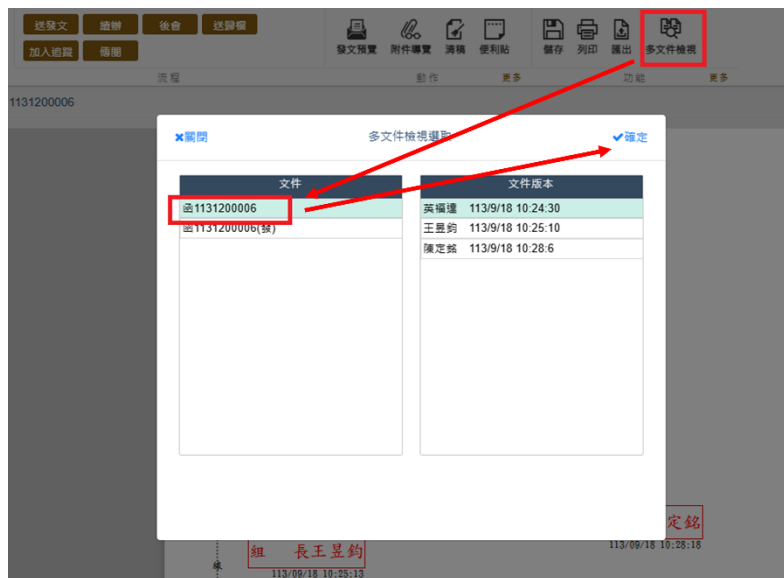 送發文 續辦 後會 送歸檔
加入追蹤 傳閱
發文預覽 附件導覽 清稿 便利貼 儲存 列印 匯出 多文件檢視
流程 動作 更多 功能 更多
1131200006
✖關閉 多文件檢視選取 ✔確定
文件 文件版本
函1131200006 英福達 113/9/18 10:24:30
函1131200006(發) 王昱鈞 113/9/18 10:25:10
陳定銘 113/9/18 10:28:6
定銘
113/09/18 10:28:18
組 長王昱鈞
線
113/09/18 10:25:13